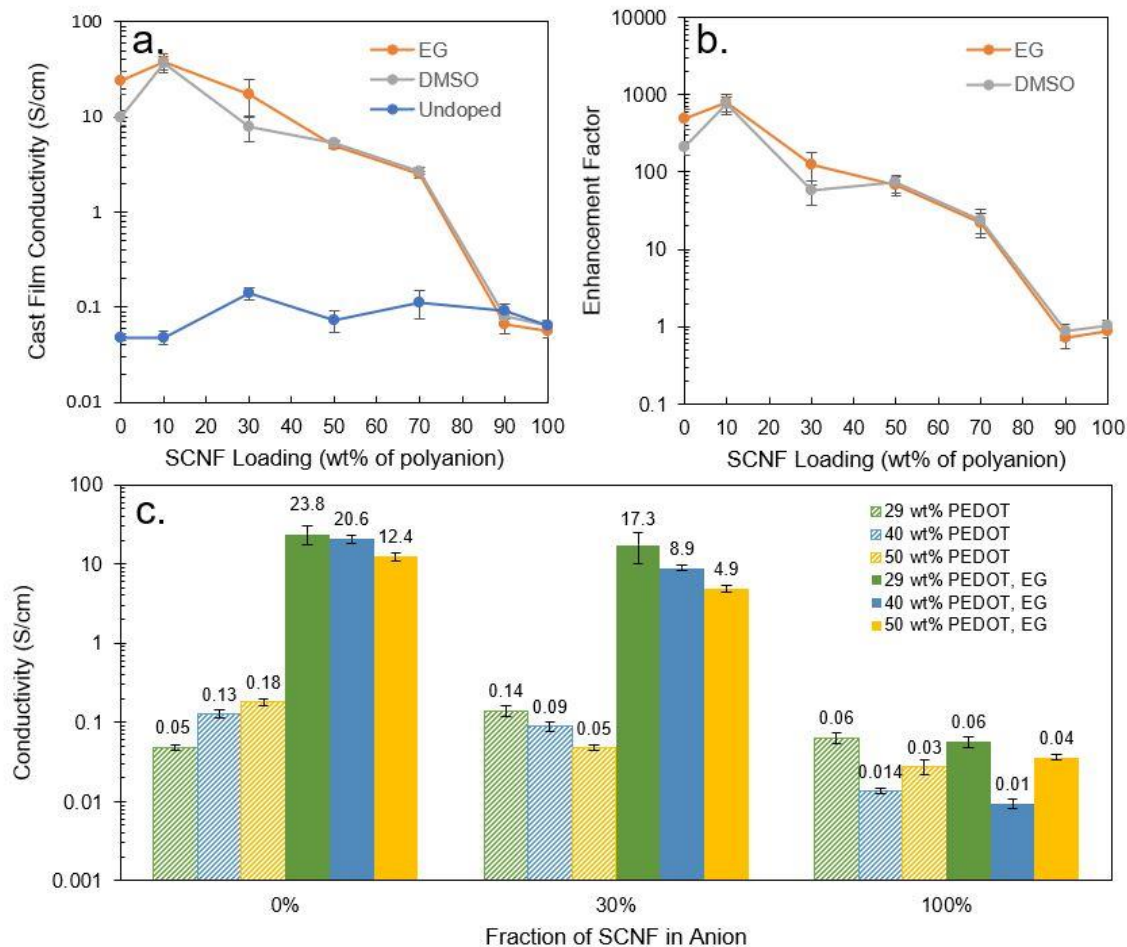 a.
100
10
1
0.1
0.01
Cast Film Conductivity (S/cm)
EG
DMSO
Undoped
0 10 20 30 40 50 60 70 80 90 100
SCNF Loading (wt% of polyanion)
b.
10000
1000
100
10
1
0.1
Enhancement Factor
EG
DMSO
0 10 20 30 40 50 60 70 80 90 100
SCNF Loading (wt% of polyanion)
c.
100
10
1
0.1
0.01
0.001
Conductivity (S/cm)
29 wt% PEDOT
40 wt% PEDOT
50 wt% PEDOT
29 wt% PEDOT, EG
40 wt% PEDOT, EG
50 wt% PEDOT, EG
0.05 0.13 0.18 23.8 20.6 12.4
0.14 0.09 0.05 17.3 8.9 4.9
0.06 0.014 0.03 0.06 0.01 0.04
0% 30% 100%
Fraction of SCNF in Anion